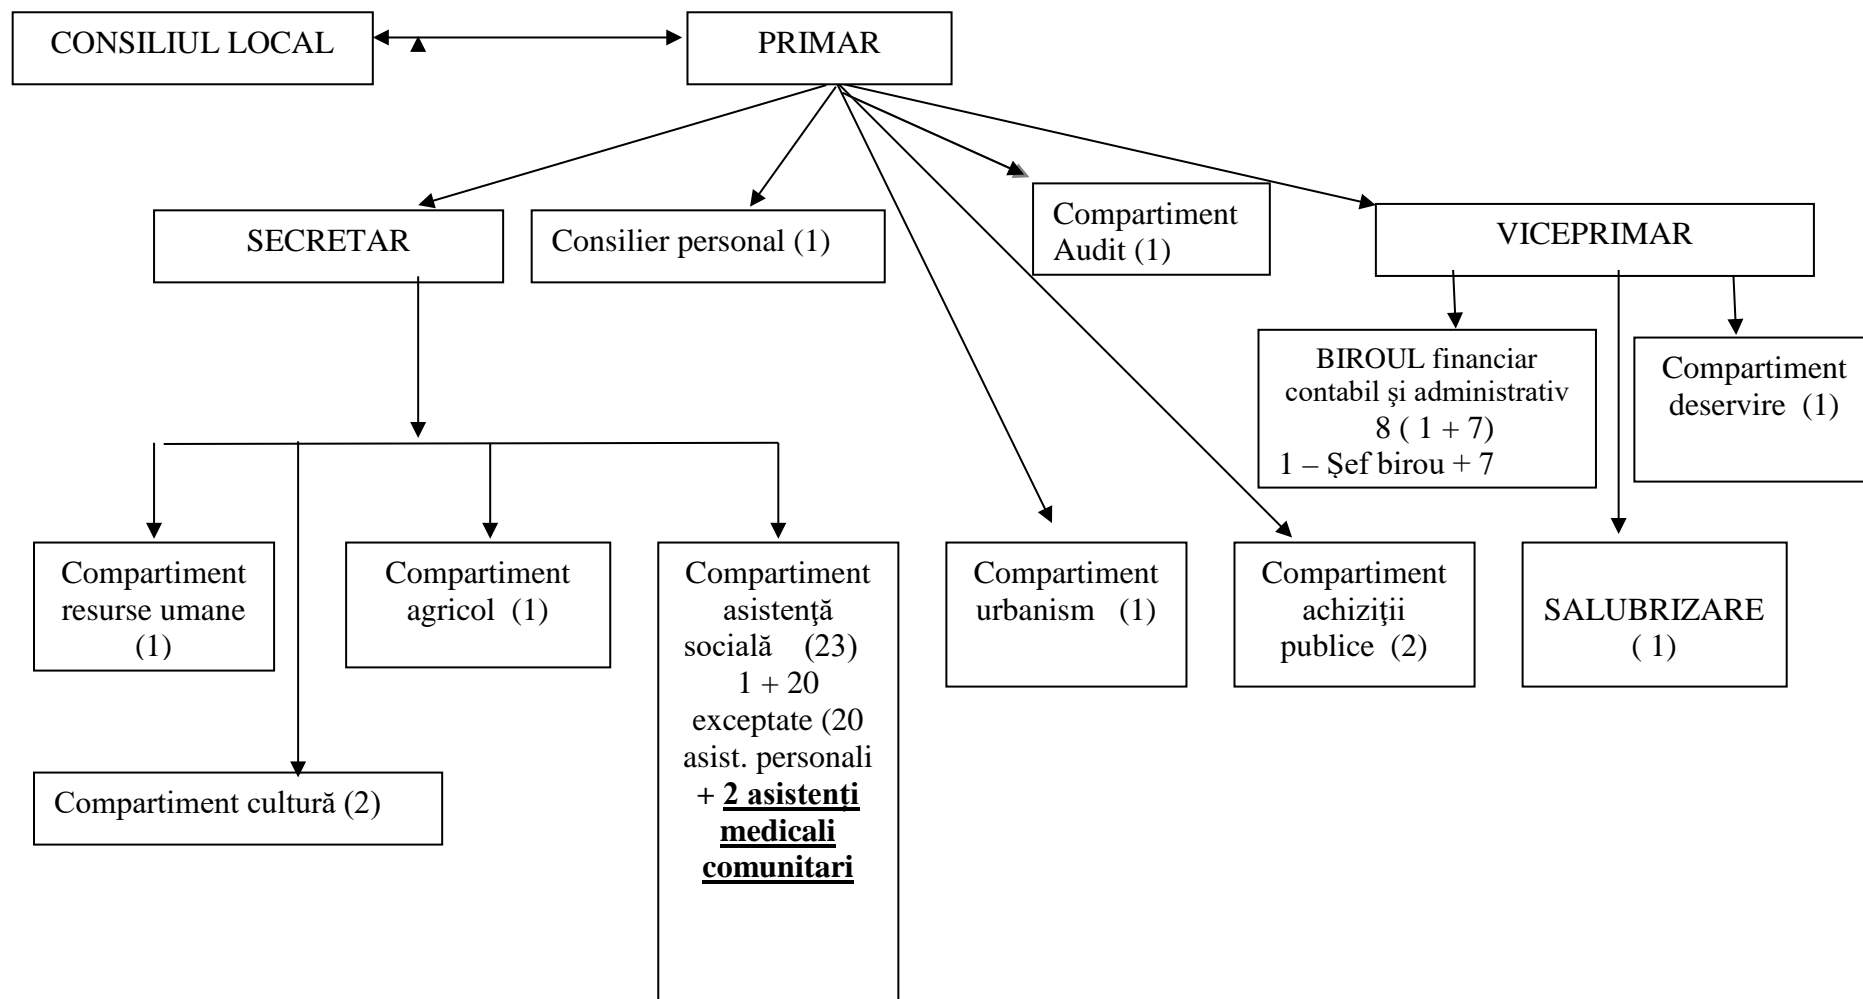 CONSILIUL LOCAL
PRIMAR
SECRETAR
Consilier personal (1)
Compartiment
Audit (1)
VICEPRIMAR
BIROUL financiar
contabil şi administrativ
8 ( 1 + 7)
1 – Şef birou + 7
Compartiment
deservire (1)
Compartiment
resurse umane
(1)
Compartiment
agricol (1)
Compartiment
asistenţă
socială (23)
1 + 20
exceptate (20
asist. personali
+ 2 asistenți
medicali
comunitari
Compartiment
urbanism (1)
Compartiment
achiziţii
publice (2)
SALUBRIZARE
( 1)
Compartiment cultură (2)